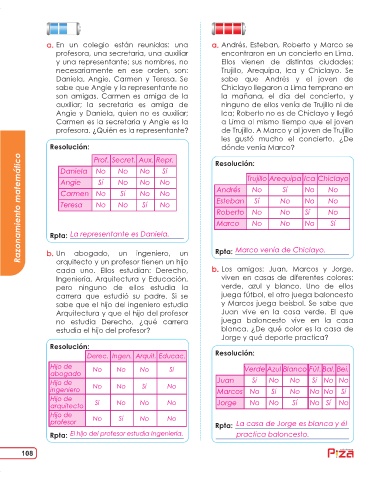 a. En un colegio están reunidas: una
profesora, una secretaria, una auxiliar
y una representante; sus nombres, no
necesariamente en ese orden, son:
Daniela, Angie, Carmen y Teresa. Se
sabe que Angie y la representante no
son amigas. Carmen es amiga de la
auxiliar; la secretaria es amiga de
Angie y Daniela, quien no es auxiliar;
Carmen es la secretaria y Angie es la
profesora. ¿Quién es la representante?
Resolución:
Prof. Secret. Aux. Rept.
Daniela No No No Sí
Angie Sí No No No
Carmen No Sí No No
Teresa No No Sí No
Rpta: La representante es Daniela.
b. Un abogado, un ingeniero, un
arquitecto y un profesor tienen un hijo
cada uno. Ellos estudian: Derecho,
Ingeniería, Arquitectura y Educación,
pero ninguno de ellos estudia la
carrera que estudió su padre. Si se
sabe que el hijo del ingeniero estudia
Arquitectura y que el hijo del profesor
no estudia Derecho, ¿qué carrera
estudia el hijo del profesor?
Resolución:
Derec. Ingen. Arquit. Educac.
Hijo de abogado No No No Sí
Hijo de ingeniero No No Sí No
Hijo de arquitecto Sí No No No
Hijo de profesor No Sí No No
Rpta: El hijo del profesor estudia Ingeniería.
a. Andrés, Esteban, Roberto y Marco se
encontraron en un concierto en Lima.
Ellos vienen de distintas ciudades:
Trujillo, Arequipa, Ica y Chiclayo. Se
sabe que Andrés y el joven de
Chiclayo llegaron a Lima temprano en
la mañana, el día del concierto, y
ninguno de ellos venía de Trujillo ni de
Ica; Roberto no es de Chiclayo y llegó
a Lima al mismo tiempo que el joven
de Trujillo. A Marco y al joven de Trujillo
les gustó mucho el concierto. ¿De
dónde venía Marco?
Resolución:
Trujillo Arequipa Ica Chiclayo
Andrés No Sí No No
Esteban Sí No No No
Roberto No No Sí No
Marco No No No Sí
Rpta: Marco venía de Chiclayo.
b. Los amigos: Juan, Marcos y Jorge,
viven en casas de diferentes colores:
verde, azul y blanco. Uno de ellos
juega fútbol, el otro juega baloncesto
y Marcos juega beisbol. Se sabe que
Juan vive en la casa verde. El que
juega baloncesto vive en la casa
blanca. ¿De qué color es la casa de
Jorge y qué deporte practica?
Resolución:
Verde Azul Blanco Fút. Bal. Bei.
Juan Sí No No Sí No No
Marcos No Sí No No No Sí
Jorge No No Sí No Sí No
Rpta: La casa de Jorge es blanca y él
practica baloncesto.
Razonamiento matemático
108
Piza